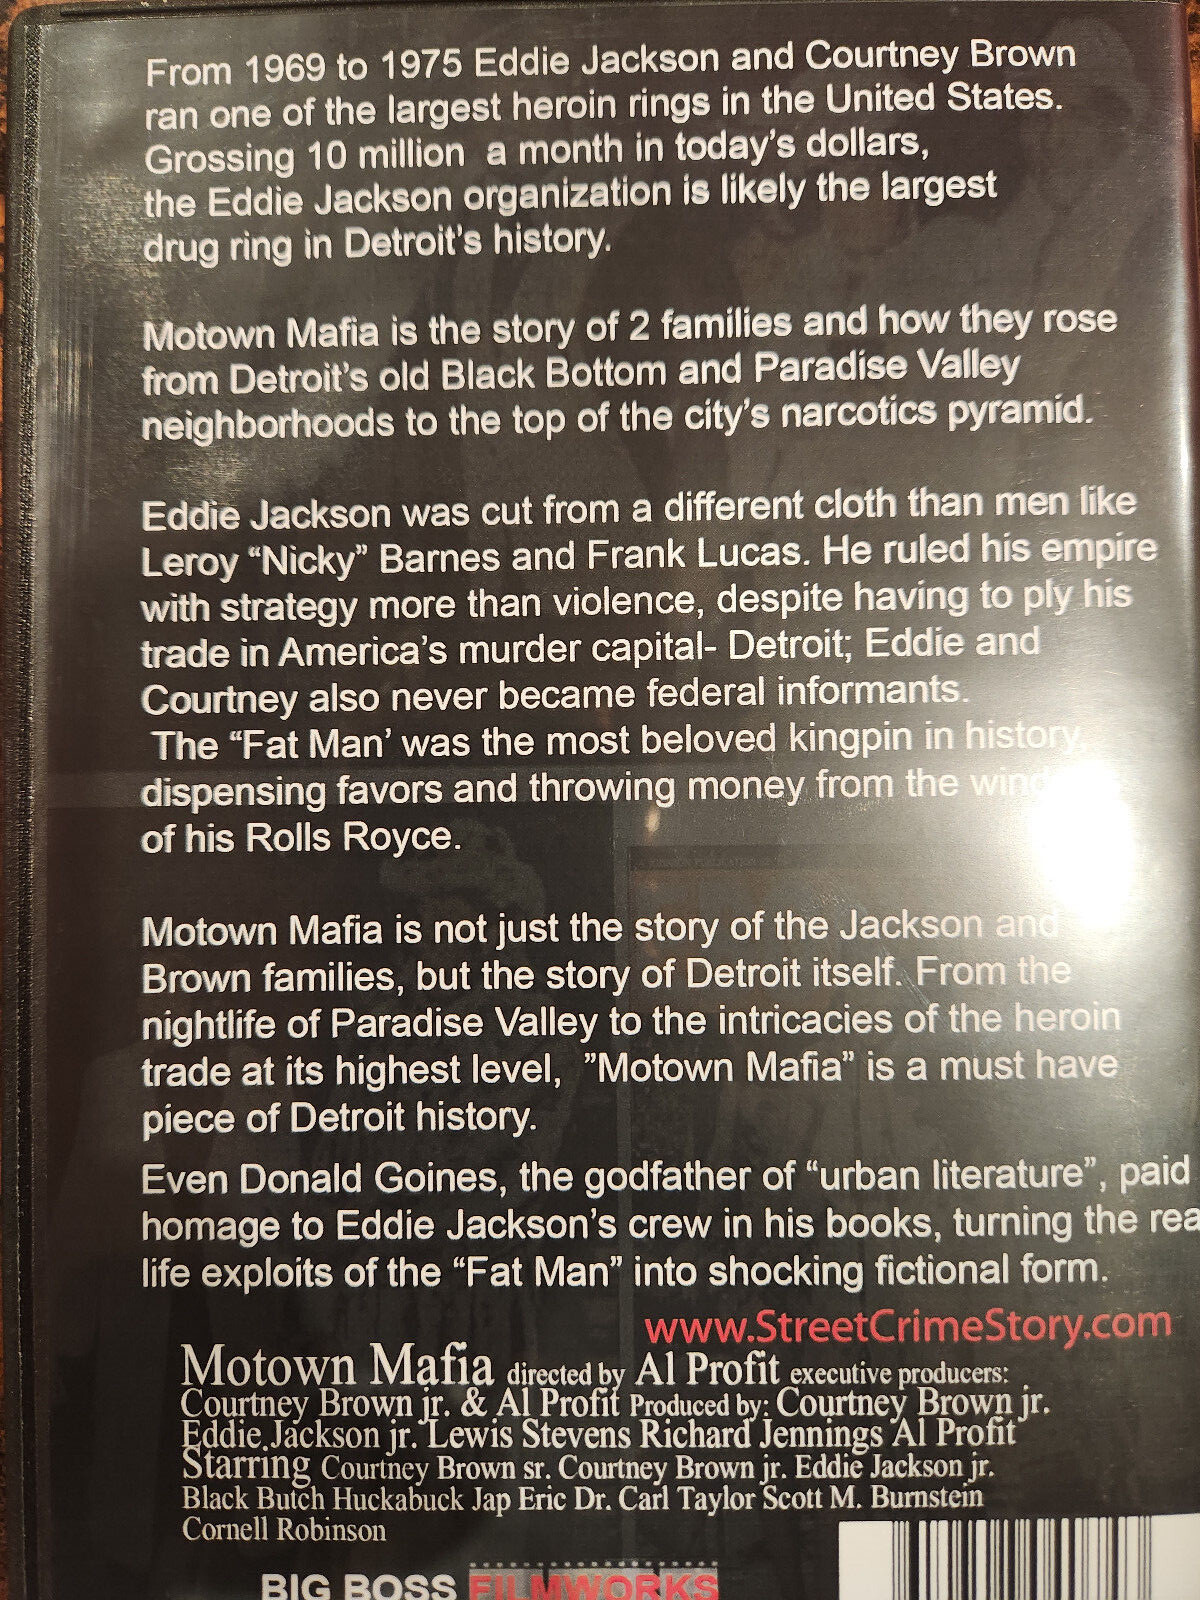 From 1969 to 1975 Eddie Jackson and Courtney Brown
ran one of the largest heroin rings in the United States.
Grossing 10 million a month in today's dollars,
the Eddie Jackson organization is likely the largest
drug ring in Detroit's history.
Motown Mafia is the story of 2 families and how they rose
from Detroit's old Black Bottom and Paradise Valley
neighborhoods to the top of the city's narcotics pyramid.
Eddie Jackson was cut from a different cloth than men like
Leroy “Nicky” Barnes and Frank Lucas. He ruled his empire
with strategy more than violence, despite having to ply his
trade in America's murder capital- Detroit; Eddie and
Courtney also never became federal informants.
The “Fat Man’ was the most beloved kingpin in history,
dispensing favors and throwing money from the
of his Rolls Royce.
Motown Mafia is not just the story of the Jackson and
Brown families, but the story of Detroit itself. From the
nightlife of Paradise Valley to the intricacies of the heroin
trade at its highest level, ”Motown Mafia” is a must have
piece of Detroit history.
Even Donald Goines, the godfather of “urban literature”, paid
homage to Eddie Jackson's crew in his books, turning the rea
life exploits of the “Fat Man” into shocking fictional form.
www.StreetCrimeStory.com
Motown Mafia directed by Al Profit executive producers:
Courtney Brown jr. & Al Profit Produced by: Courtney Brown jr.
Eddie Jackson jr. Lewis Stevens Richard Jennings Al Profit
Starring Courtney Brown sr. Courtney Brown jr. Eddie Jackson jr.
Black Butch Huckabuck Jap Eric Dr. Carl Taylor Scott M. Burnstein
Cornell Robinson
BIG BOSS FILMWORKS